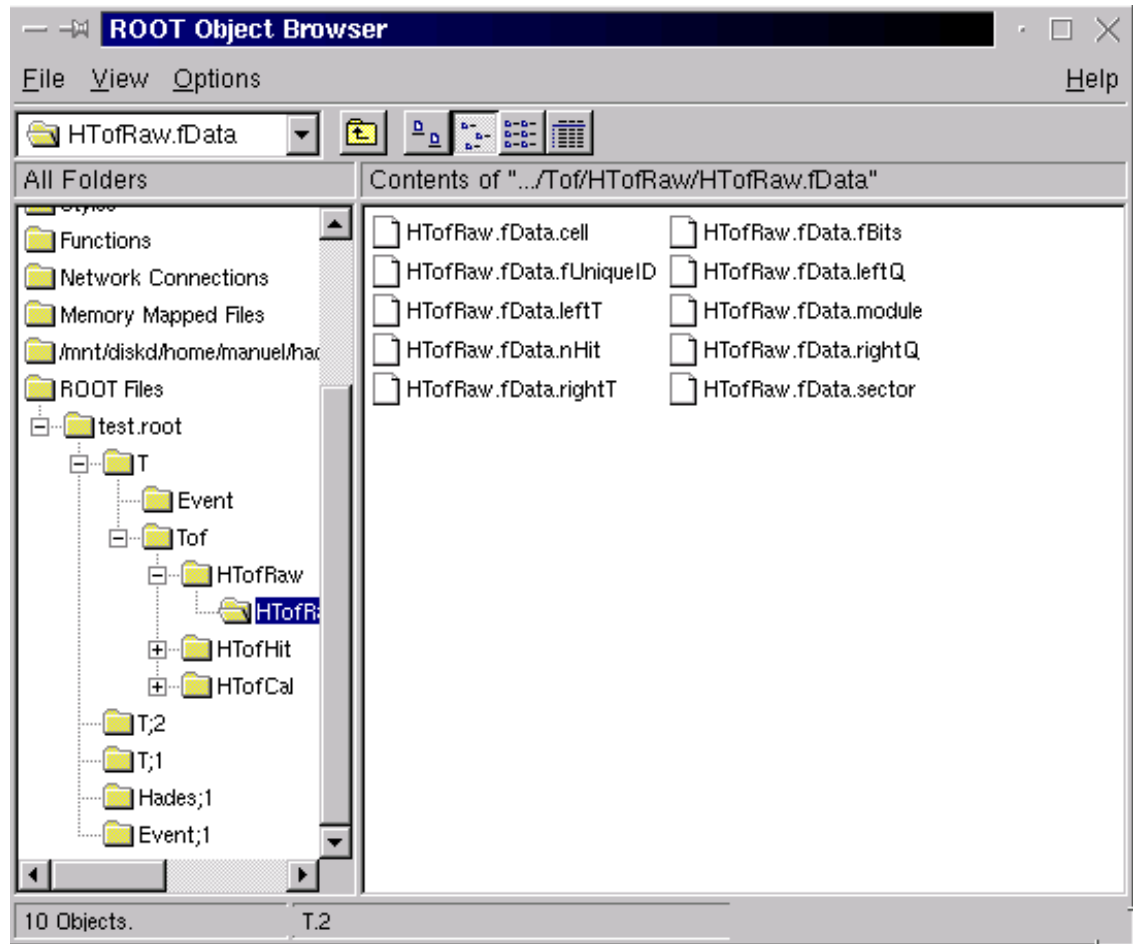 ROOT Object Browser
File View Options Help
HTofRaw.fData
All Folders
Contents of ".../Tof/HTofRaw/HTofRaw.fData"
Functions
Network Connections
Memory Mapped Files
/mnt/diskd/home/manuel/had
ROOT Files
test.root
T
Event
Tof
HTofRaw
HTofRa
HTofHit
HTofCal
T;2
T;1
Hades;1
Event;1
HTofRaw.fData.cell HTofRaw.fData.fBits
HTofRaw.fData.fUniqueID HTofRaw.fData.leftQ
HTofRaw.fData.leftT HTofRaw.fData.module
HTofRaw.fData.nHit HTofRaw.fData.rightQ
HTofRaw.fData.rightT HTofRaw.fData.sector
10 Objects. T.2